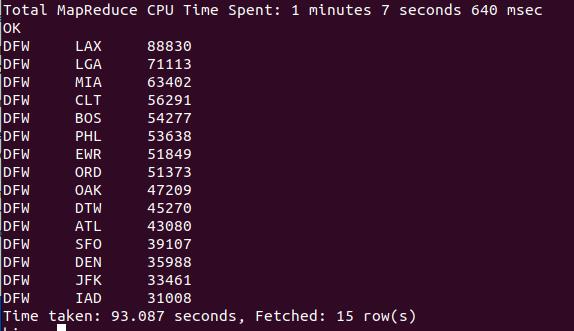 Total MapReduce CPU Time Spent: 1 minutes 7 seconds 640 msec
OK
DFW LAX 88830
DFW LGA 71113
DFW MIA 63402
DFW CLT 56291
DFW BOS 54277
DFW PHL 53638
DFW EWR 51849
DFW ORD 51373
DFW OAK 47209
DFW DTW 45270
DFW ATL 43080
DFW SFO 39107
DFW DEN 35988
DFW JFK 33461
DFW IAD 31008
Time taken: 93.087 seconds, Fetched: 15 row(s)